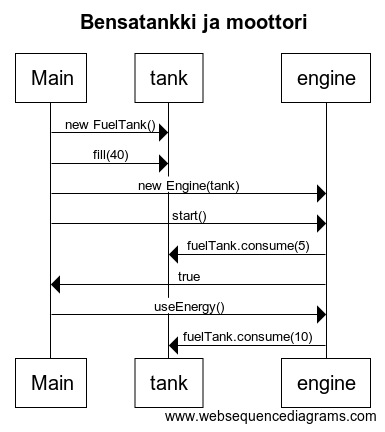 Bensatankki ja moottori
Main tank engine
new FuelTank()
fill(40)
new Engine(tank)
start()
fuelTank.consume(5)
true
useEnergy()
fuelTank.consume(10)
Main tank engine
www.websequencediagrams.com